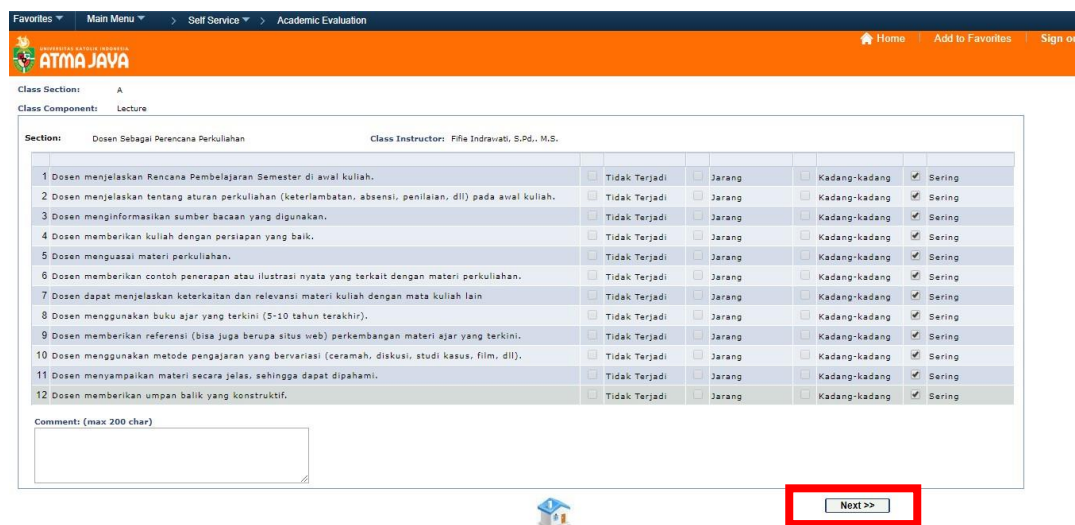 Favorites Main Menu > Self Service > Academic Evaluation
Home Add to Favorites Sign
UNIVERSITAS KATOLIK INDONESIA
ATMA JAYA
Class Section: A
Class Component: Lecture
Section: Dosen Sebagai Perencana Perkuliahan Class Instructor: Fifie Indrawati, S.Pd,. M.S.
1 Dosen menjelaskan Rencana Pembelajaran Semester di awal kuliah. Tidak Terjadi Jarang Kadang-kadang Sering
2 Dosen menjelaskan tentang aturan perkuliahan (keterlambatan, absensi, penilaian, dll) pada awal kuliah. Tidak Terjadi Jarang Kadang-kadang Sering
3 Dosen menginformasikan sumber bacaan yang digunakan. Tidak Terjadi Jarang Kadang-kadang Sering
4 Dosen memberikan kuliah dengan persiapan yang baik. Tidak Terjadi Jarang Kadang-kadang Sering
5 Dosen menguasai materi perkuliahan. Tidak Terjadi Jarang Kadang-kadang Sering
6 Dosen memberikan contoh penerapan atau ilustrasi nyata yang terkait dengan materi perkuliahan. Tidak Terjadi Jarang Kadang-kadang Sering
7 Dosen dapat menjelaskan keterkaitan dan relevansi materi kuliah dengan mata kuliah lain Tidak Terjadi Jarang Kadang-kadang Sering
8 Dosen menggunakan buku ajar yang terkini (5-10 tahun terakhir). Tidak Terjadi Jarang Kadang-kadang Sering
9 Dosen memberikan referensi (bisa juga berupa situs web) perkembangan materi ajar yang terkini. Tidak Terjadi Jarang Kadang-kadang Sering
10 Dosen menggunakan metode pengajaran yang bervariasi (ceramah, diskusi, studi kasus, film, dll). Tidak Terjadi Jarang Kadang-kadang Sering
11 Dosen menyampaikan materi secara jelas, sehingga dapat dipahami. Tidak Terjadi Jarang Kadang-kadang Sering
12 Dosen memberikan umpan balik yang konstruktif. Tidak Terjadi Jarang Kadang-kadang Sering
Comment: (max 200 char)
Next >>